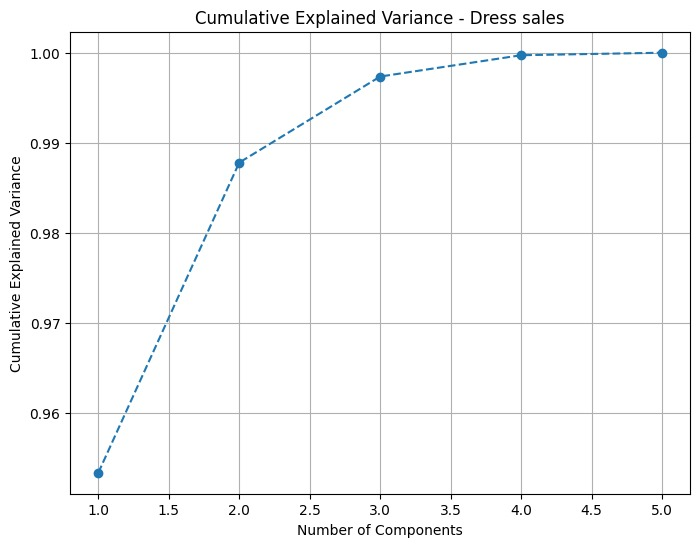 Cumulative Explained Variance - Dress sales
Cumulative Explained Variance
1.00
0.99
0.98
0.97
0.96
1.0 1.5 2.0 2.5 3.0 3.5 4.0 4.5 5.0
Number of Components